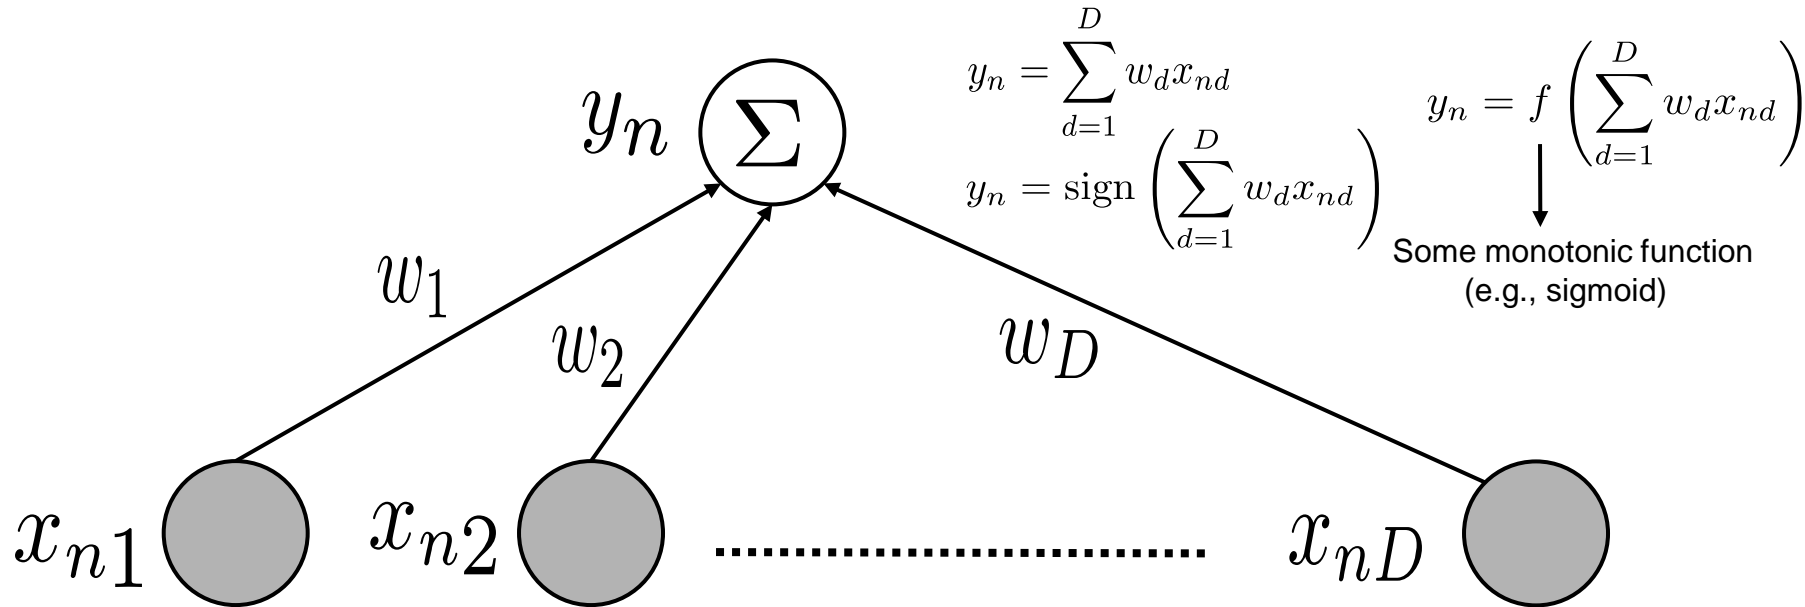 y_n = \sum_{d=1}^{D} w_d x_{nd}
y_n = f \left( \sum_{d=1}^{D} w_d x_{nd} \right)
y_n Σ
y_n = sign \left( \sum_{d=1}^{D} w_d x_{nd} \right)
Some monotonic function
(e.g., sigmoid)
w_1
w_2
w_D
x_{n1}
x_{n2}
x_{nD}